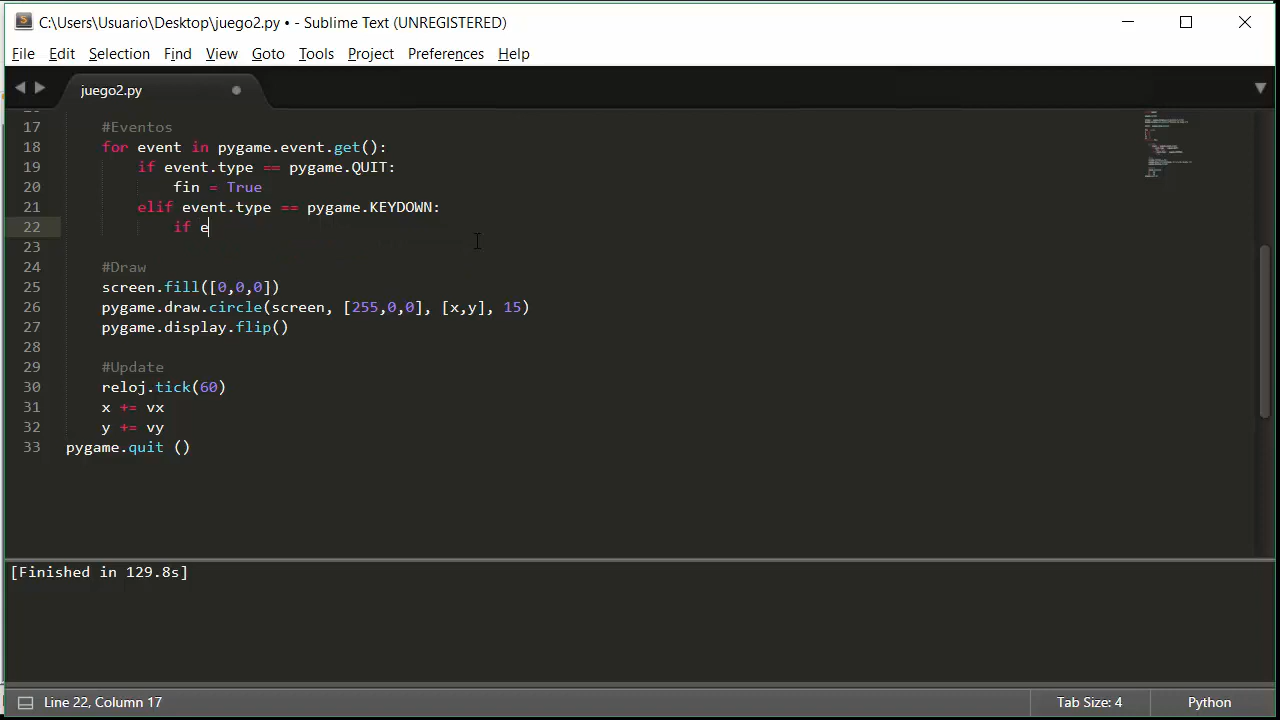 C:\Users\Usuario\Desktop\juego2.py • - Sublime Text (UNREGISTERED)
File Edit Selection Find View Goto Tools Project Preferences Help
juego2.py
17 #Eventos
18 for event in pygame.event.get():
19 if event.type == pygame.QUIT:
20 fin = True
21 elif event.type == pygame.KEYDOWN:
22 if e
23
24 #Draw
25 screen.fill([0,0,0])
26 pygame.draw.circle(screen, [255,0,0], [x,y], 15)
27 pygame.display.flip()
28
29 #Update
30 reloj.tick(60)
31 x += vx
32 y += vy
33 pygame.quit ()
[Finished in 129.8s]
Line 22, Column 17 Tab Size: 4 Python